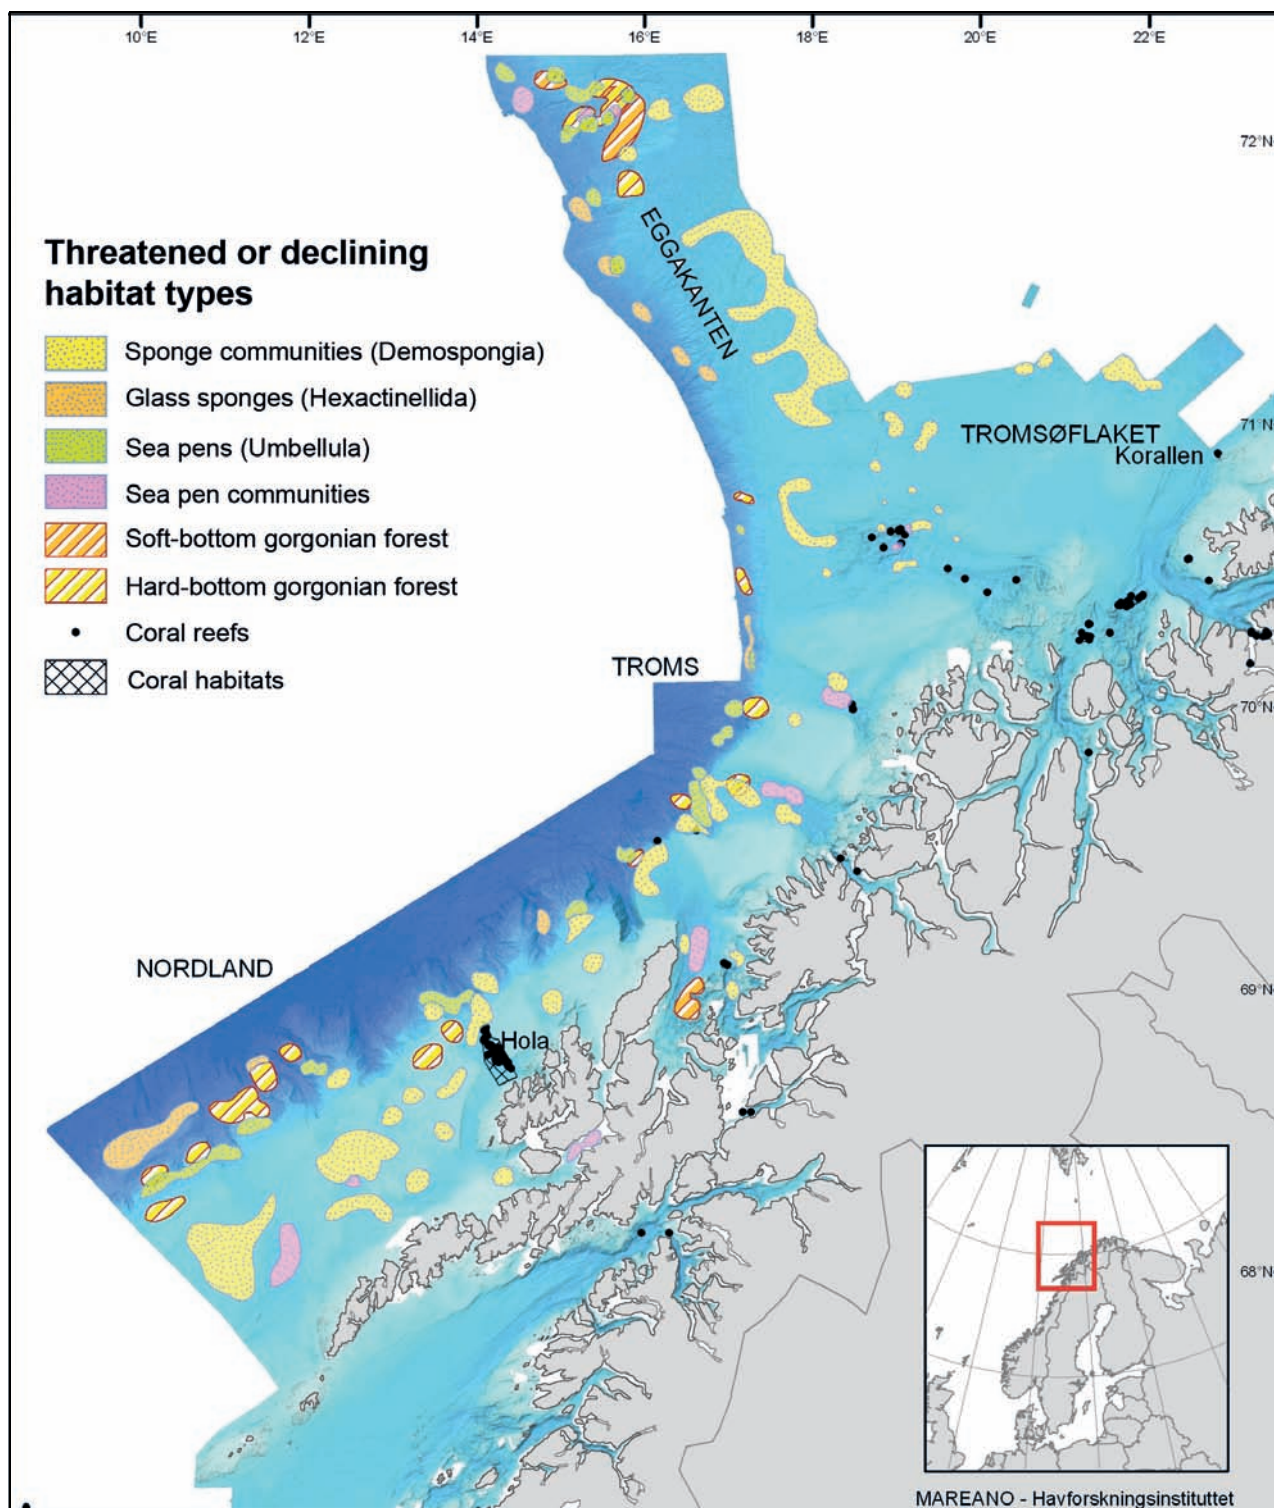 10°E 12°E 14°E 16°E 18°E 20°E 22°E
72°N
EGGAKANTEN
Threatened or declining
habitat types
Sponge communities (Demospongia)
Glass sponges (Hexactinellida)
Sea pens (Umbellula)
Sea pen communities
Soft-bottom gorgonian forest
Hard-bottom gorgonian forest
Coral reefs
Coral habitats
71°N
TROMSØFLAKET
Korallen
TROMS
70°N
NORDLAND
69°N
Hola
68°N
MAREANO - Havforskningsinstituttet